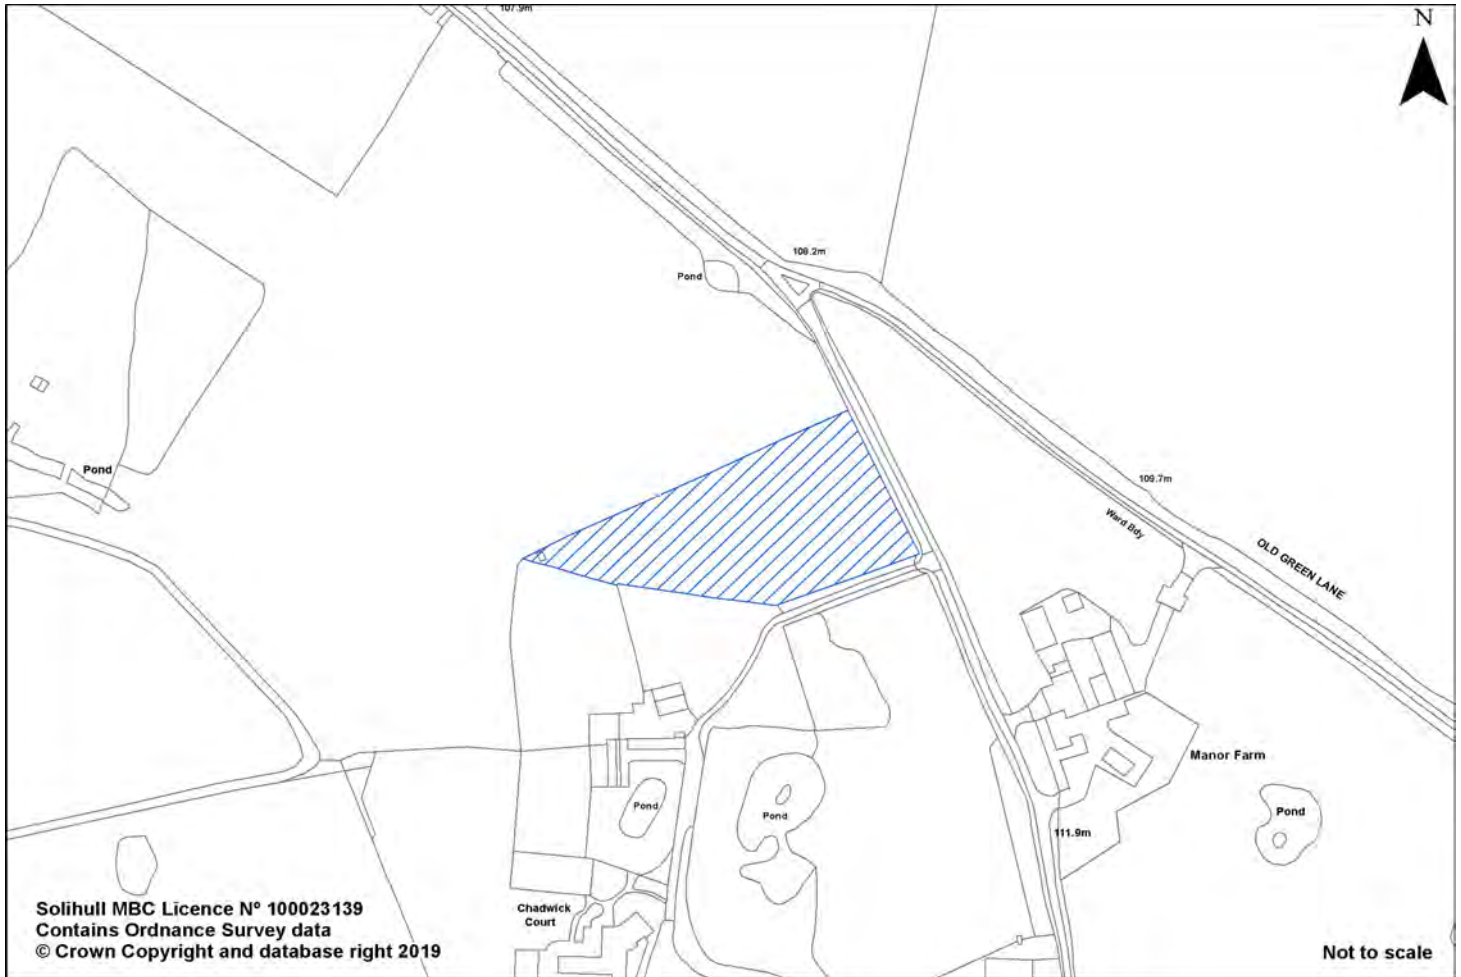 107.9m
N
108.2m
Pond
Pond
109.7m
Ward Bdy
OLD GREEN LANE
Manor Farm
Pond
Pond
Pond
111.9m
Chadwick
Court
Solihull MBC Licence Nº 100023139
Contains Ordnance Survey data
© Crown Copyright and database right 2019
Not to scale